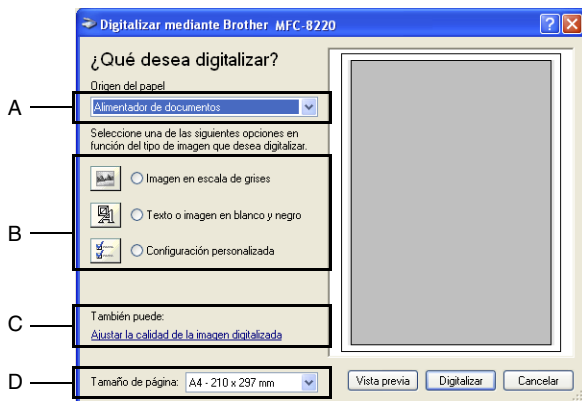 Digitalizar mediante Brother MFC-8220
¿Qué desea digitalizar?
Origen del papel
A
Alimentador de documentos
Seleccione una de las siguientes opciones en
función del tipo de imagen que desea digitalizar.
Imagen en escala de grises
B
Texto o imagen en blanco y negro
Configuración personalizada
C
También puede:
Ajustar la calidad de la imagen digitalizada
D
Tamaño de página: A4 - 210 x 297 mm
Vista previa Digitalizar Cancelar